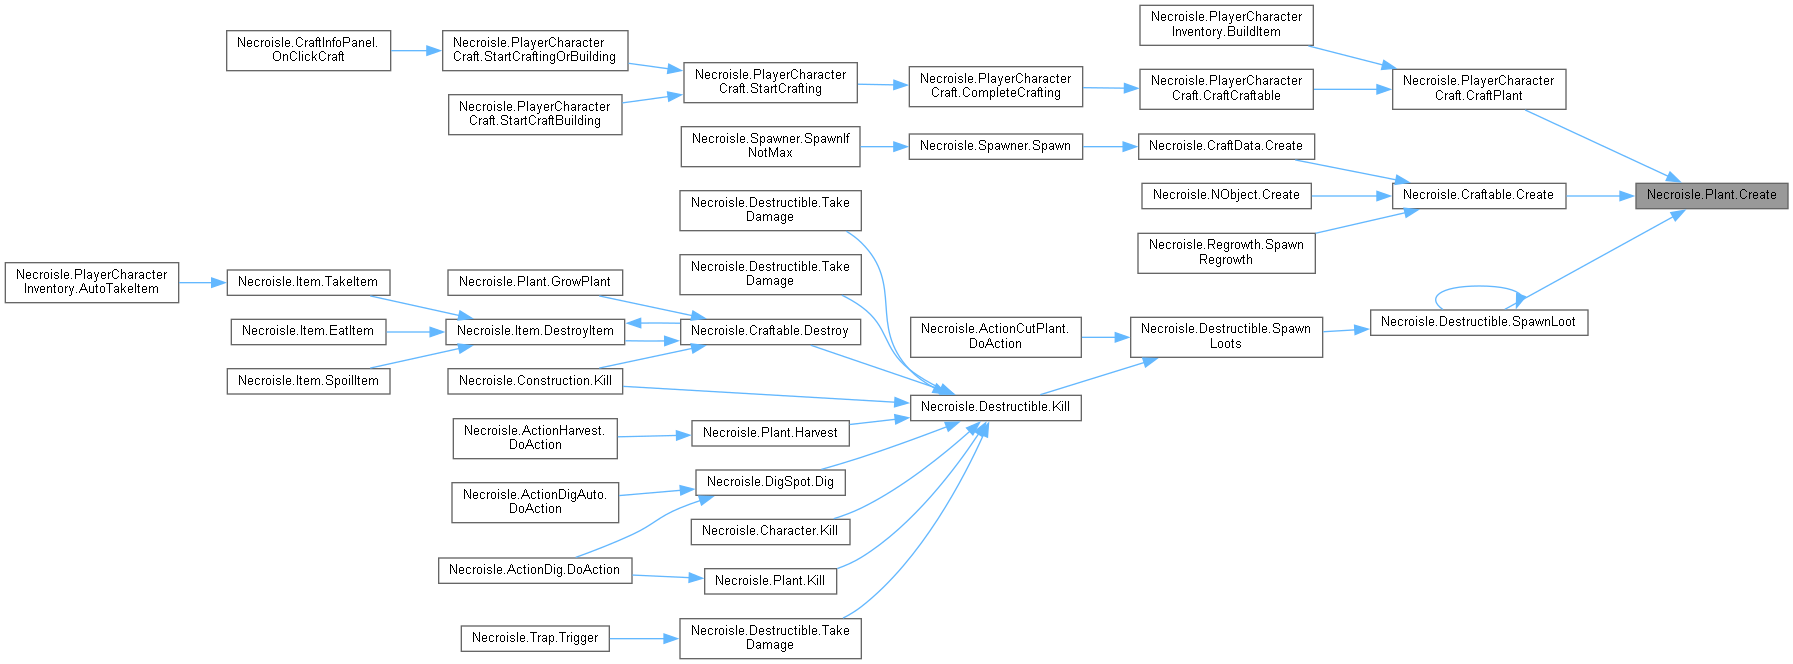 Necroisle.PlayerCharacter
Inventory.BuildItem
Necroisle.CraftInfoPanel.
OnClickCraft
Necroisle.PlayerCharacter
Craft.StartCraftingOrBuilding
Necroisle.PlayerCharacter
Craft.StartCrafting
Necroisle.PlayerCharacter
Craft.CompleteCrafting
Necroisle.PlayerCharacter
Craft.CraftCraftable
Necroisle.PlayerCharacter
Craft.CraftPlant
Necroisle.PlayerCharacter
Craft.StartCraftBuilding
Necroisle.Spawner.SpawnIf
NotMax
Necroisle.Spawner.Spawn
Necroisle.CraftData.Create
Necroisle.Destructible.Take
Damage
Necroisle.NObject.Create
Necroisle.Craftable.Create
Necroisle.Plant.Create
Necroisle.Regrowth.Spawn
Regrowth
Necroisle.Destructible.Take
Damage
Necroisle.PlayerCharacter
Inventory.AutoTakeItem
Necroisle.Item.TakeItem
Necroisle.Plant.GrowPlant
Necroisle.Item.EatItem
Necroisle.Item.DestroyItem
Necroisle.Craftable.Destroy
Necroisle.ActionCutPlant.
DoAction
Necroisle.Destructible.Spawn
Loots
Necroisle.Destructible.SpawnLoot
Necroisle.Item.SpoilItem
Necroisle.Construction.Kill
Necroisle.Destructible.Kill
Necroisle.ActionHarvest.
DoAction
Necroisle.Plant.Harvest
Necroisle.ActionDigAuto.
DoAction
Necroisle.DigSpot.Dig
Necroisle.Character.Kill
Necroisle.ActionDig.DoAction
Necroisle.Plant.Kill
Necroisle.Trap.Trigger
Necroisle.Destructible.Take
Damage